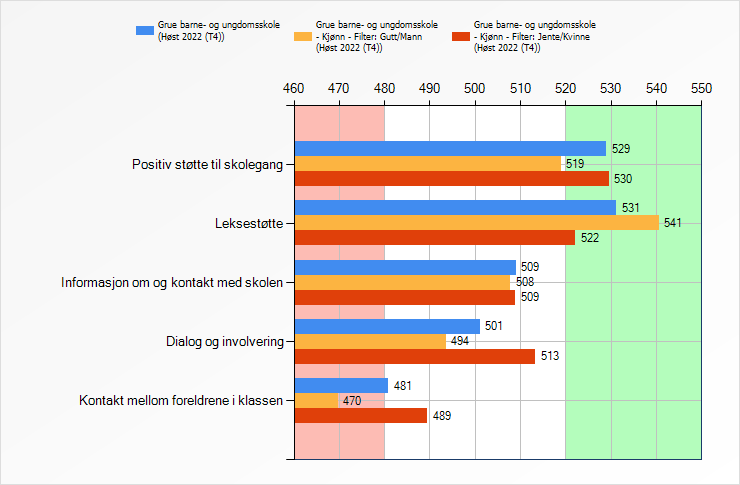 Grue barne- og ungdomsskole
(Høst 2022 (T4))
Grue barne- og ungdomsskole
- Kjønn - Filter: Gutt/Mann
(Høst 2022 (T4))
Grue barne- og ungdomsskole
- Kjønn - Filter: Jente/Kvinne
(Høst 2022 (T4))
460 470 480 490 500 510 520 530 540 550
529
Positiv støtte til skolegang 519
530
531
Leksestøtte 541
522
509
Informasjon om og kontakt med skolen 508
509
501
Dialog og involvering 494
513
481
Kontakt mellom foreldrene i klassen 470
489